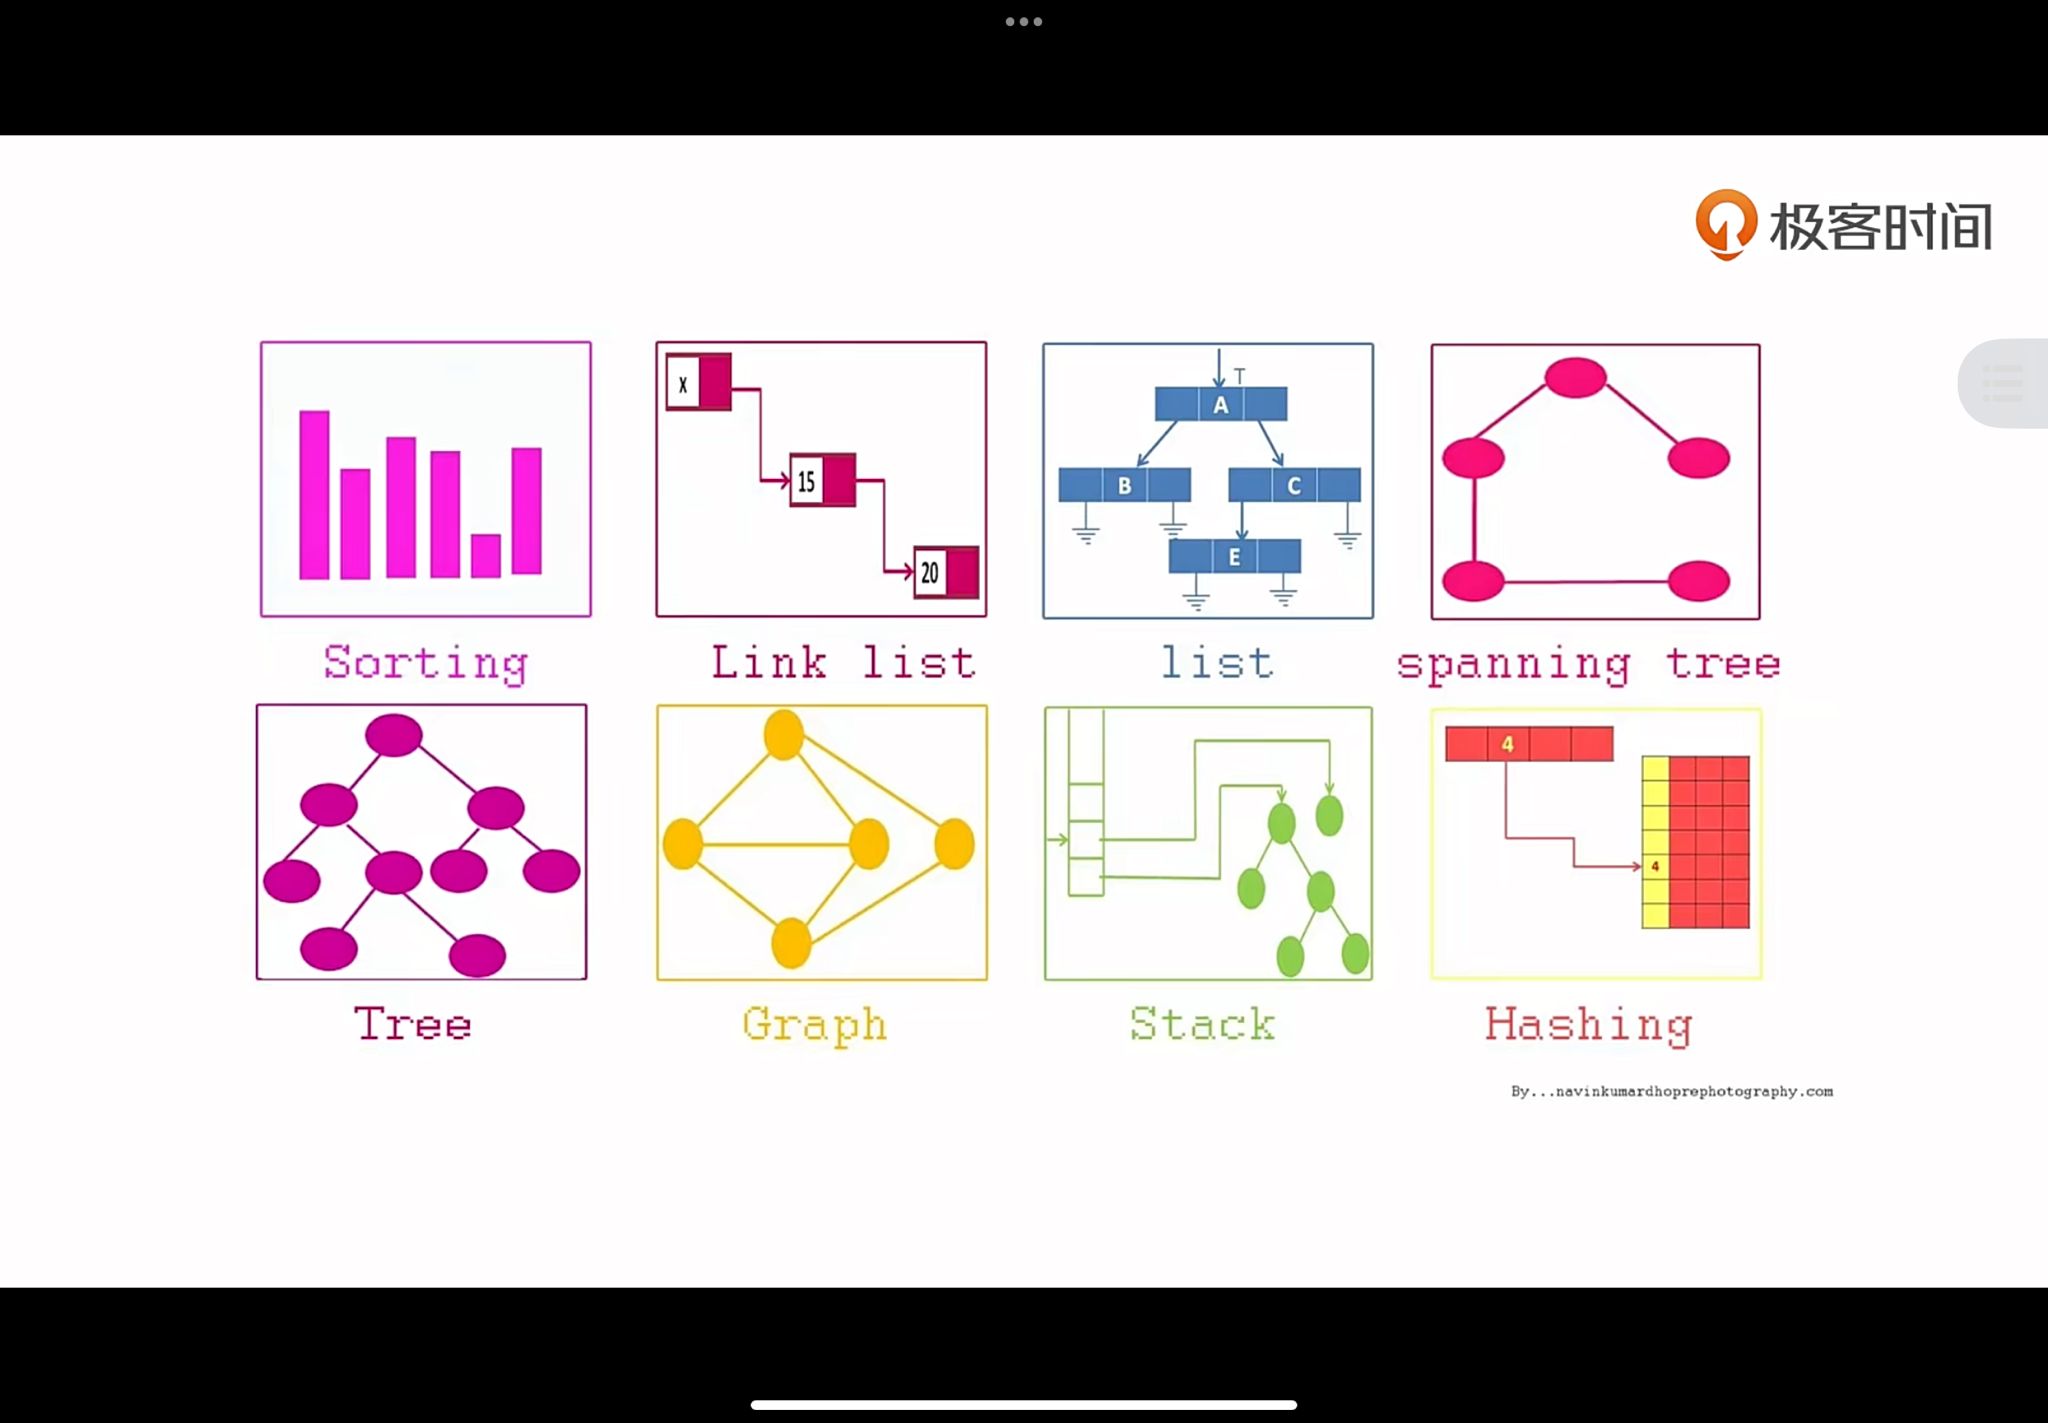 极客时间
x
15
20
T
A
B
C
E
Sorting
Link list
list
spanning tree
4
4
Tree
Graph
Stack
Hashing
By...navinkumardhoprephotography.com